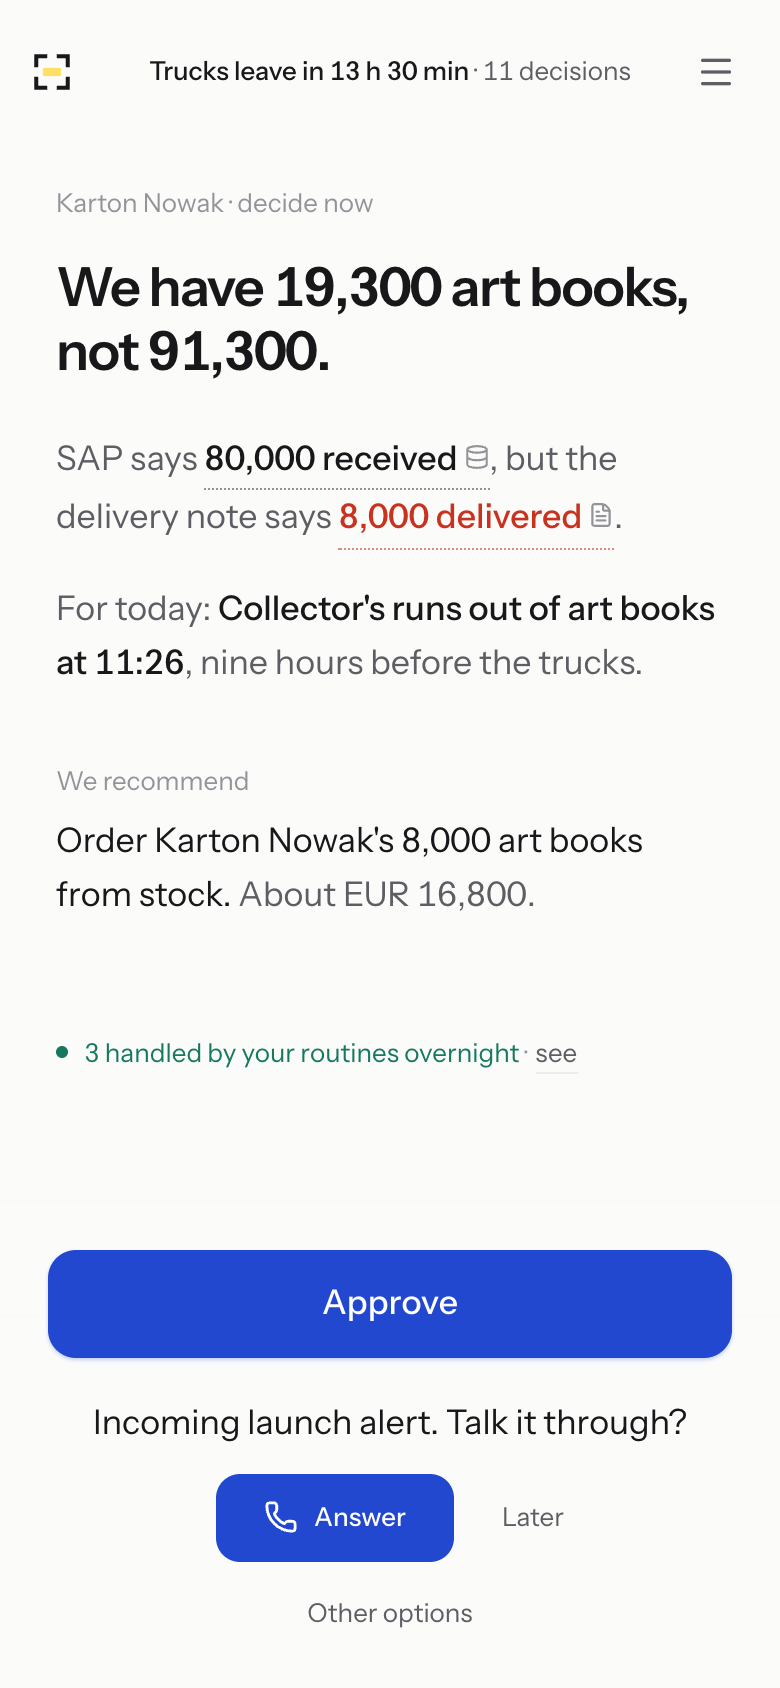 Trucks leave in 13 h 30 min · 11 decisions
Karton Nowak · decide now
We have 19,300 art books,
not 91,300.
SAP says 80,000 received, but the
delivery note says 8,000 delivered.
For today: Collector's runs out of art books
at 11:26, nine hours before the trucks.
We recommend
Order Karton Nowak's 8,000 art books
from stock. About EUR 16,800.
3 handled by your routines overnight · see
Approve
Incoming launch alert. Talk it through?
Answer
Later
Other options